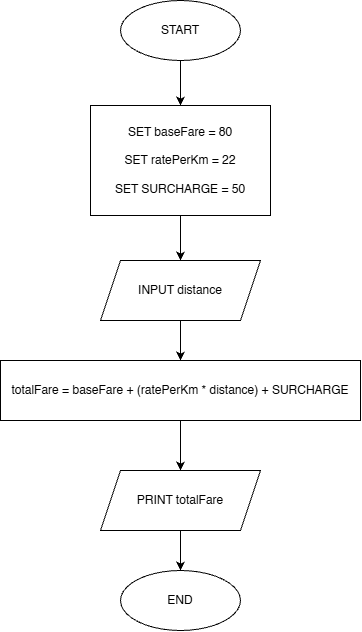 START
SET baseFare = 80
SET ratePerKm = 22
SET SURCHARGE = 50
INPUT distance
totalFare = baseFare + (ratePerKm * distance) + SURCHARGE
PRINT totalFare
END